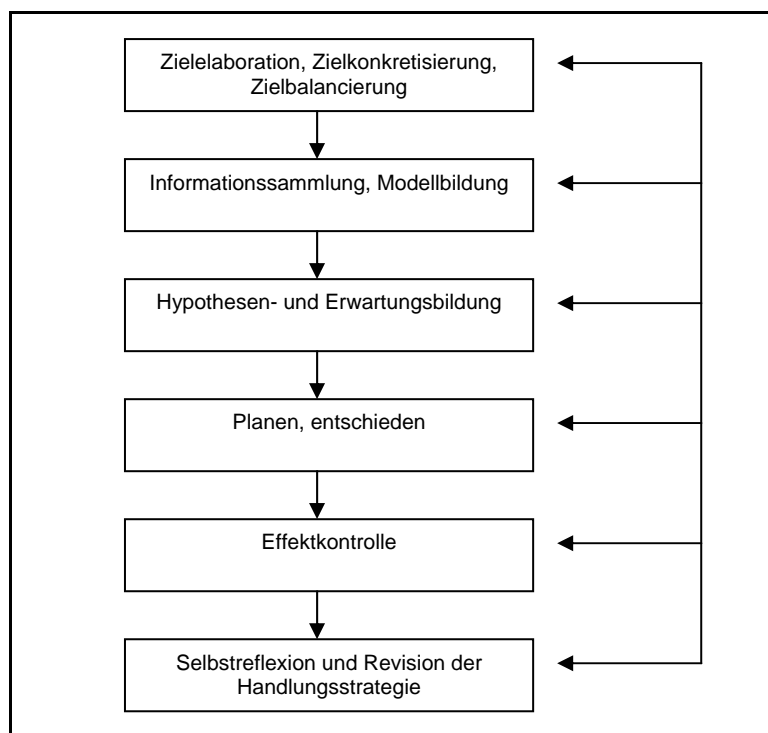 Zielelaboration, Zielkonkretisierung,
Zielbalancierung
Informationssammlung, Modellbildung
Hypothesen- und Erwartungsbildung
Planen, entschieden
Effektkontrolle
Selbstreflexion und Revision der
Handlungsstrategie